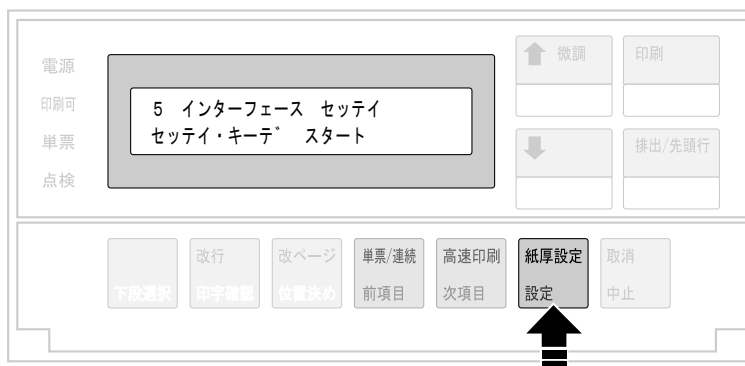 電源
印刷可
単票
点検
5 インターフェース セッテイ
セッテイ・キーデ゛ スタート
微調
印刷
排出/先頭行
下段選択
改行
印字確認
改ページ
位置決め
単票/連続
前項目
高速印刷
次項目
紙厚設定
設定
取消
中止